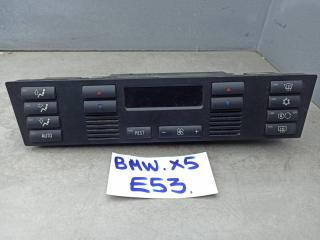 AUTO
REST
- +
BMW.X5
E53.